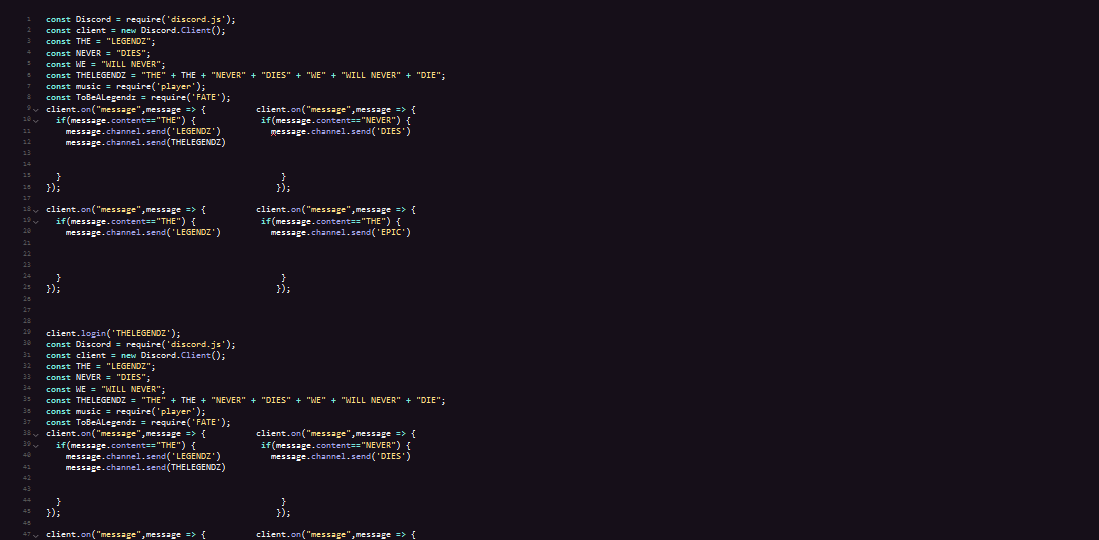 1 const Discord = require('discord.js');
2 const client = new Discord.Client();
3 const THE = "LEGENDZ";
4 const NEVER = "DIES";
5 const WE = "WILL NEVER";
6 const THELEGENDZ = "THE" + THE + "NEVER" + "DIES" + "WE" + "WILL NEVER" + "DIE";
7 const music = require('player');
8 const ToBeALegendz = require('FATE');
9 client.on("message",message => { client.on("message",message => {
10 if(message.content=="THE") { if(message.content=="NEVER") {
11 message.channel.send('LEGENDZ') message.channel.send('DIES')
12 message.channel.send(THELEGENDZ)
13
14
15 } }
16 }); });
17
18 client.on("message",message => { client.on("message",message => {
19 if(message.content=="THE") { if(message.content=="THE") {
20 message.channel.send('LEGENDZ') message.channel.send('EPIC')
21
22
23
24 } }
25 }); });
26
27
28
29 client.login('THELEGENDZ');
30 const Discord = require('discord.js');
31 const client = new Discord.Client();
32 const THE = "LEGENDZ";
33 const NEVER = "DIES";
34 const WE = "WILL NEVER";
35 const THELEGENDZ = "THE" + THE + "NEVER" + "DIES" + "WE" + "WILL NEVER" + "DIE";
36 const music = require('player');
37 const ToBeALegendz = require('FATE');
38 client.on("message",message => { client.on("message",message => {
39 if(message.content=="THE") { if(message.content=="NEVER") {
40 message.channel.send('LEGENDZ') message.channel.send('DIES')
41 message.channel.send(THELEGENDZ)
42
43
44 } }
45 }); });
46
47 client.on("message",message => { client.on("message",message => {